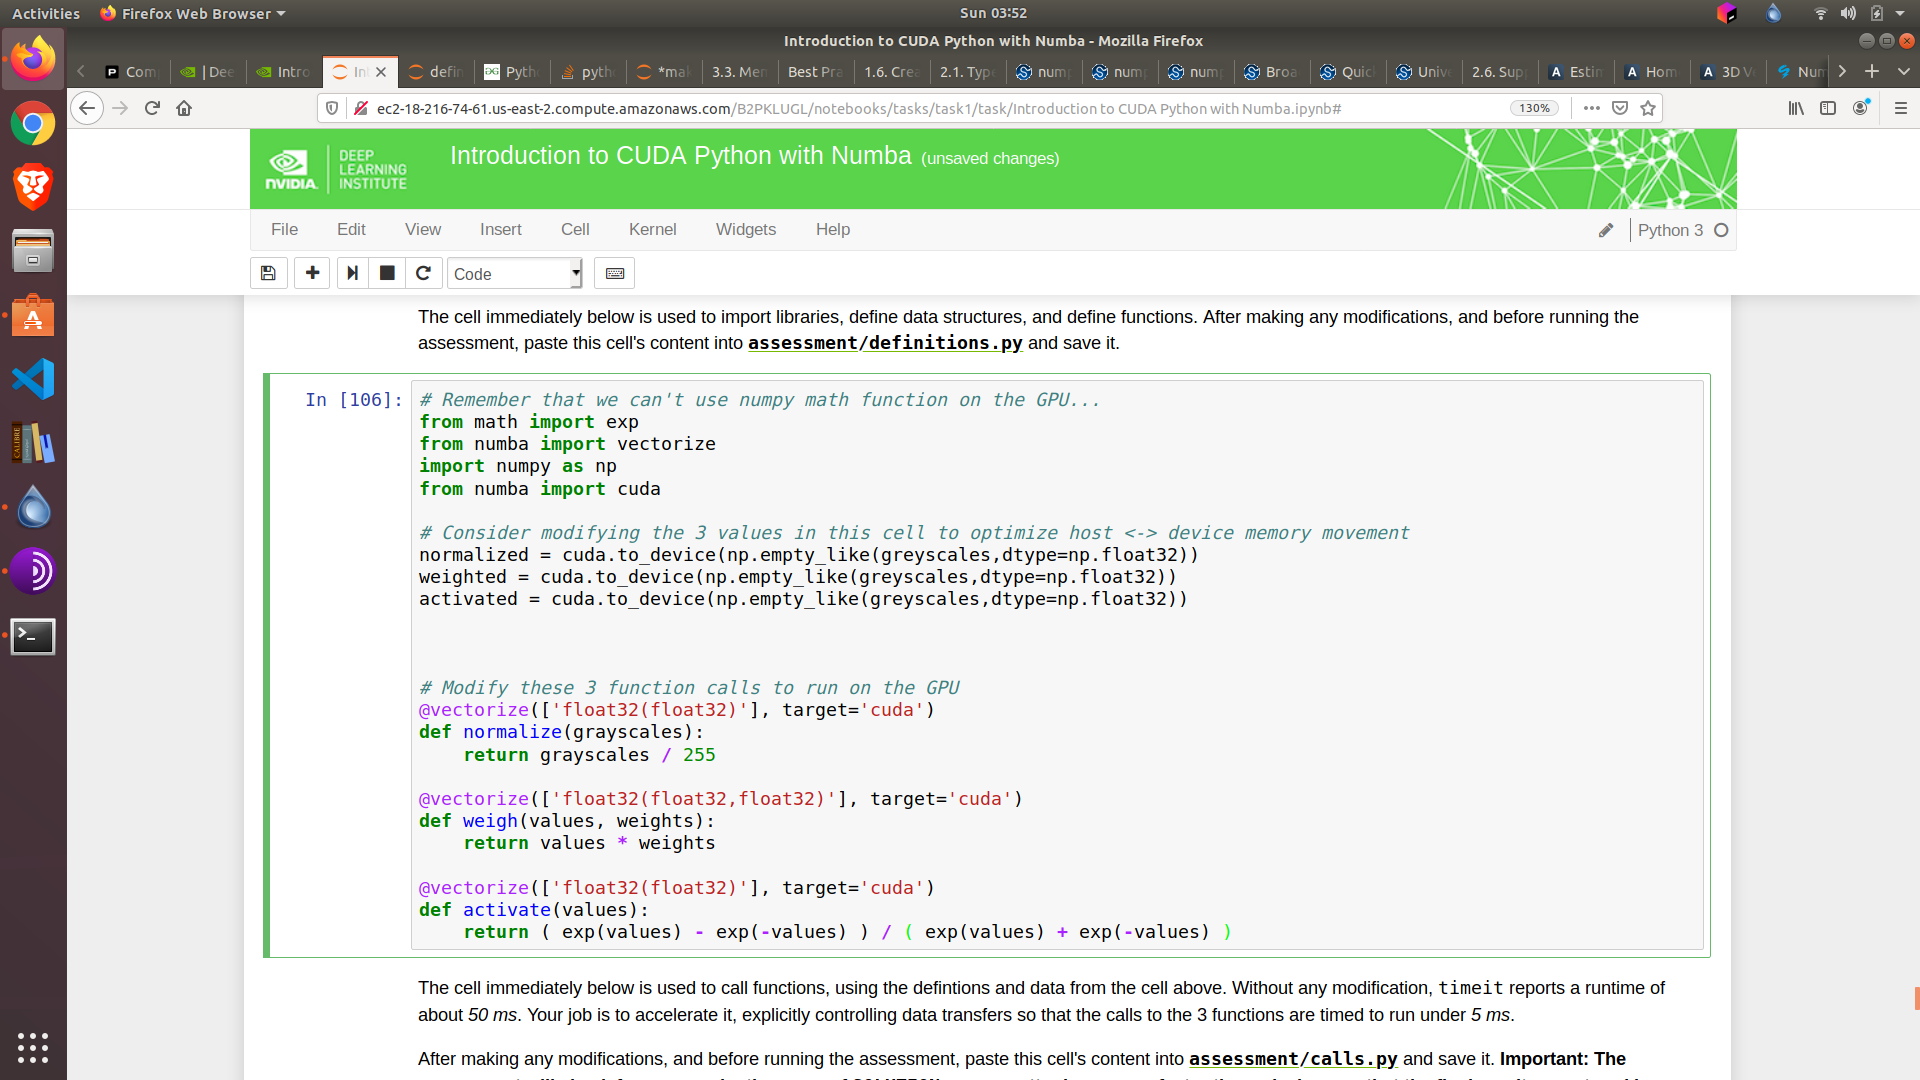 Activities
Firefox Web Browser
Sun 03:52
Introduction to CUDA Python with Numba - Mozilla Firefox
Com
| Dee
Intro
In
defin
Pyth
pyth
*mak
3.3. Mem
Best Pra
1.6. Crea
2.1. Type
nump
nump
nump
Broa
Quic
Univ
2.6. Supp
Estim
Hom
3D V
Num
ec2-18-216-74-61.us-east-2.compute.amazonaws.com/B2PKLUGL/notebooks/tasks/task1/task/Introduction to CUDA Python with Numba.ipynb#
130%
NVIDIA.
DEEP
LEARNING
INSTITUTE
Introduction to CUDA Python with Numba (unsaved changes)
File Edit View Insert Cell Kernel Widgets Help
Python 3
Code
The cell immediately below is used to import libraries, define data structures, and define functions. After making any modifications, and before running the
assessment, paste this cell's content into assessment/definitions.py and save it.
In [106]:
# Remember that we can't use numpy math function on the GPU...
from math import exp
from numba import vectorize
import numpy as np
from numba import cuda
# Consider modifying the 3 values in this cell to optimize host <-> device memory movement
normalized = cuda.to_device(np.empty_like(greyscales,dtype=np.float32))
weighted = cuda.to_device(np.empty_like(greyscales,dtype=np.float32))
activated = cuda.to_device(np.empty_like(greyscales,dtype=np.float32))
# Modify these 3 function calls to run on the GPU
@vectorize(['float32(float32)'], target='cuda')
def normalize(grayscales):
    return grayscales / 255
@vectorize(['float32(float32,float32)'], target='cuda')
def weigh(values, weights):
    return values * weights
@vectorize(['float32(float32)'], target='cuda')
def activate(values):
    return ( exp(values) - exp(-values) ) / ( exp(values) + exp(-values) )
The cell immediately below is used to call functions, using the defintions and data from the cell above. Without any modification, timeit reports a runtime of
about 50 ms. Your job is to accelerate it, explicitly controlling data transfers so that the calls to the 3 functions are timed to run under 5 ms.
After making any modifications, and before running the assessment, paste this cell's content into assessment/calls.py and save it. Important: The